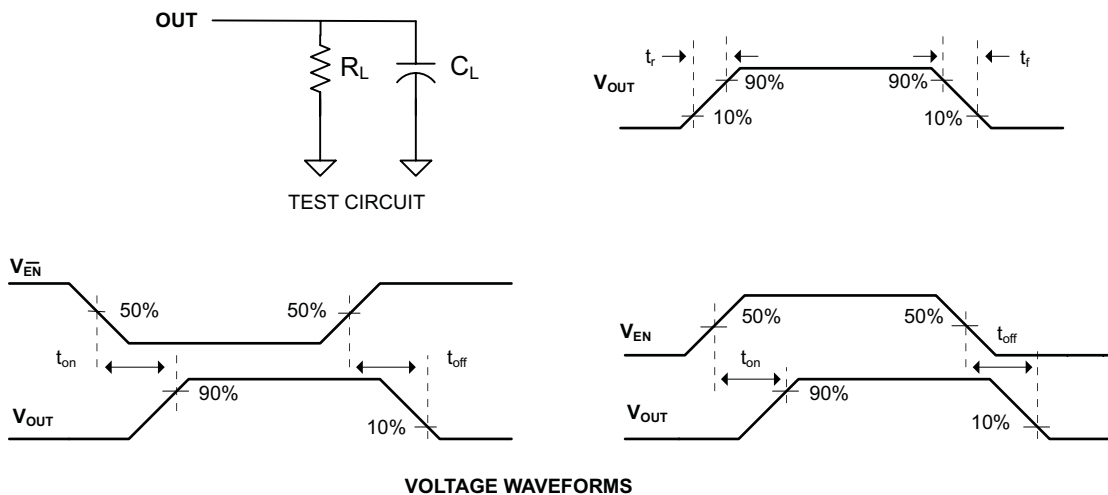 OUT
R_L
C_L
TEST CIRCUIT
t_r
t_f
V_OUT
90%
90%
10%
10%
V_E̅N̅
50%
50%
t_on
t_off
90%
V_OUT
10%
V_EN
50%
50%
t_on
t_off
90%
V_OUT
10%
VOLTAGE WAVEFORMS